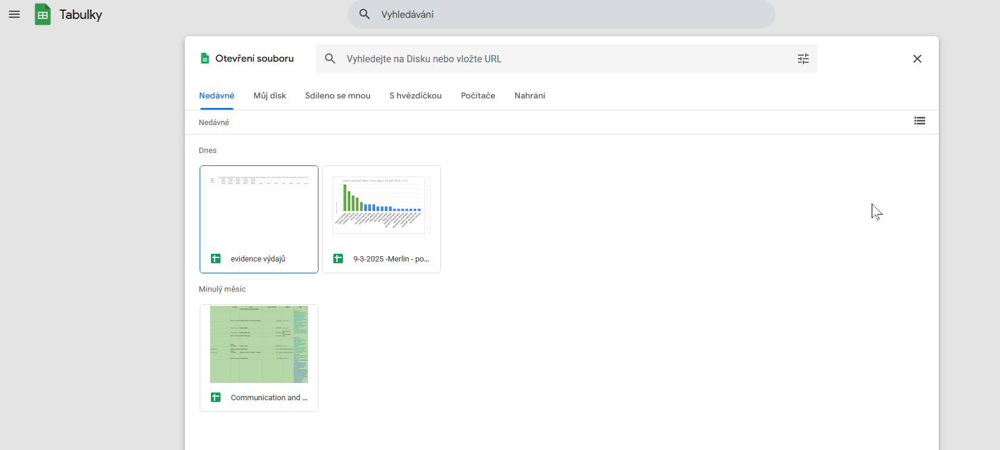 Tabulky
Vyhledávání
Otevření souboru
Vyhledejte na Disku nebo vložte URL
Nedávné
Můj disk
Sdíleno se mnou
S hvězdičkou
Počítače
Nahrání
Nedávné
Dnes
evidence výdajů
9-3-2025 -Merlin - po...
Minulý měsíc
Communication and ...